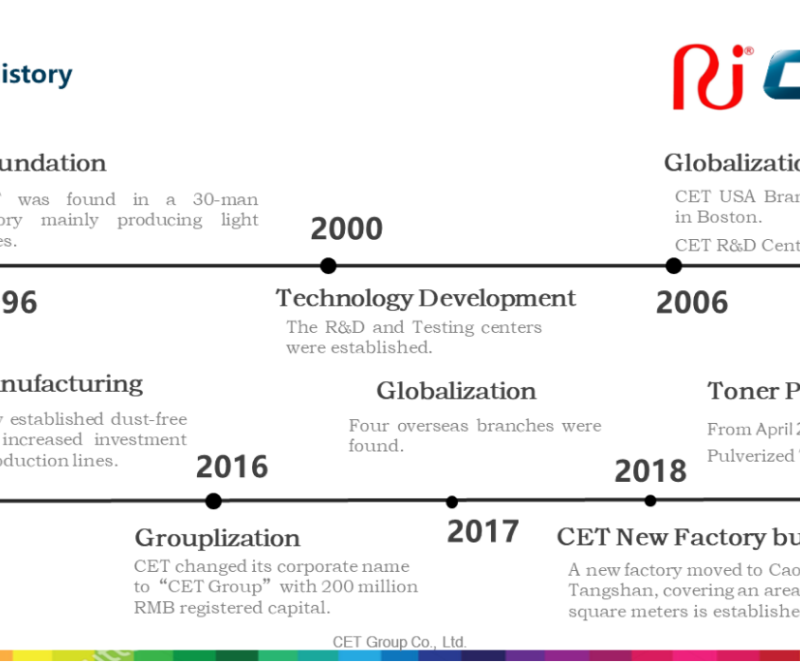 istory
Ri®
undation
was found in a 30-man
ory mainly producing light
es.
2000
Globalizatio
CET USA Bran
in Boston.
CET R&D Cent
96
Technology Development
The R&D and Testing centers
were established.
2006
nufacturing
y established dust-free
increased investment
oduction lines.
2016
Globalization
Four overseas branches were
found.
2018
Toner P
From April 2
Pulverized
Grouplization
CET changed its corporate name
to “CET Group” with 200 million
RMB registered capital.
2017
CET New Factory bu
A new factory moved to Cao
Tangshan, covering an area
square meters is establishe
CET Group Co., Ltd.